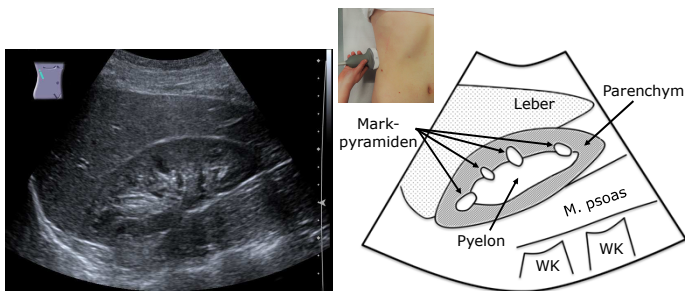 Leber
Parenchym
Mark-
pyramiden
M. psoas
Pyelon
WK
WK